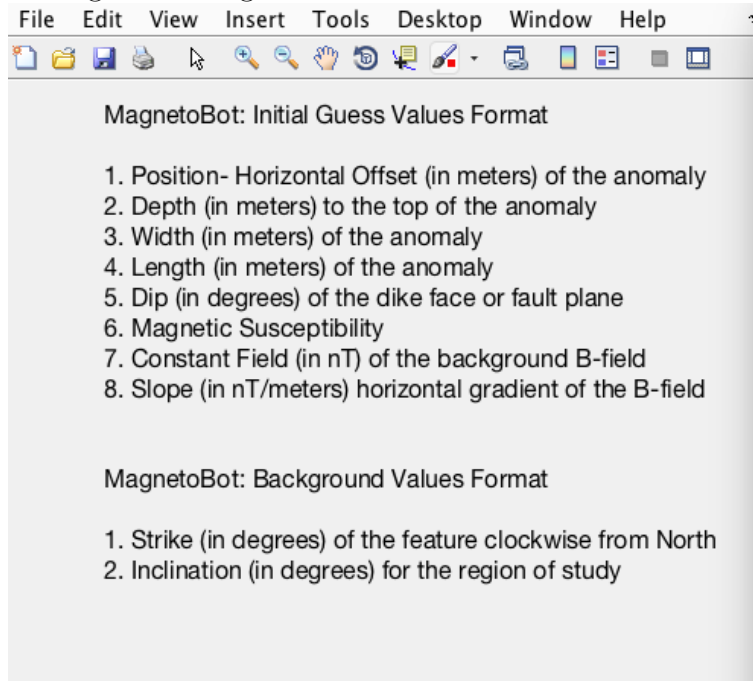 File Edit View Insert Tools Desktop Window Help
MagnetoBot: Initial Guess Values Format
1. Position- Horizontal Offset (in meters) of the anomaly
2. Depth (in meters) to the top of the anomaly
3. Width (in meters) of the anomaly
4. Length (in meters) of the anomaly
5. Dip (in degrees) of the dike face or fault plane
6. Magnetic Susceptibility
7. Constant Field (in nT) of the background B-field
8. Slope (in nT/meters) horizontal gradient of the B-field
MagnetoBot: Background Values Format
1. Strike (in degrees) of the feature clockwise from North
2. Inclination (in degrees) for the region of study